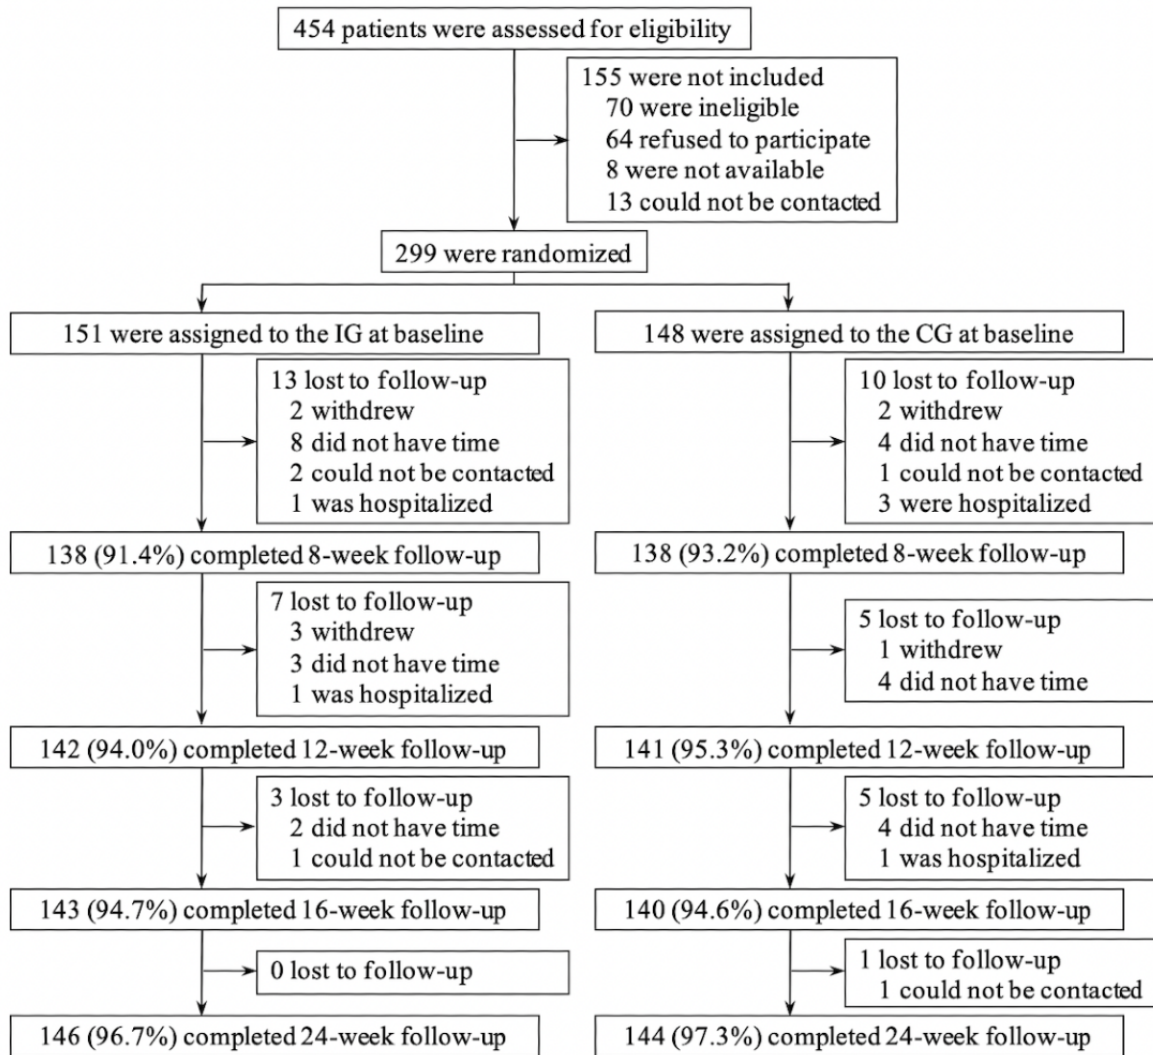 454 patients were assessed for eligibility
155 were not included
70 were ineligible
64 refused to participate
8 were not available
13 could not be contacted
299 were randomized
151 were assigned to the IG at baseline
148 were assigned to the CG at baseline
13 lost to follow-up
2 withdrew
8 did not have time
2 could not be contacted
1 was hospitalized
10 lost to follow-up
2 withdrew
4 did not have time
1 could not be contacted
3 were hospitalized
138 (91.4%) completed 8-week follow-up
138 (93.2%) completed 8-week follow-up
7 lost to follow-up
3 withdrew
3 did not have time
1 was hospitalized
5 lost to follow-up
1 withdrew
4 did not have time
142 (94.0%) completed 12-week follow-up
141 (95.3%) completed 12-week follow-up
3 lost to follow-up
2 did not have time
1 could not be contacted
5 lost to follow-up
4 did not have time
1 was hospitalized
143 (94.7%) completed 16-week follow-up
140 (94.6%) completed 16-week follow-up
0 lost to follow-up
1 lost to follow-up
1 could not be contacted
146 (96.7%) completed 24-week follow-up
144 (97.3%) completed 24-week follow-up